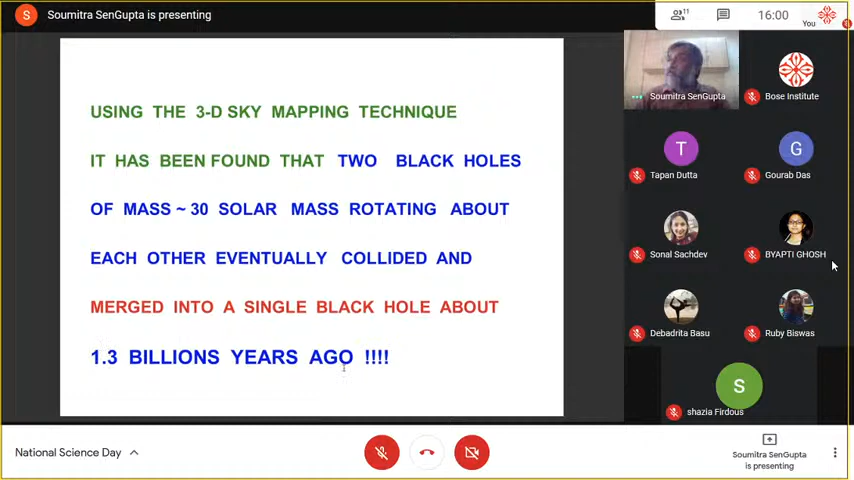 S Soumitra SenGupta is presenting
11
16:00
You
USING THE 3-D SKY MAPPING TECHNIQUE
IT HAS BEEN FOUND THAT TWO BLACK HOLES
OF MASS ~ 30 SOLAR MASS ROTATING ABOUT
EACH OTHER EVENTUALLY COLLIDED AND
MERGED INTO A SINGLE BLACK HOLE ABOUT
1.3 BILLIONS YEARS AGO !!!!
Soumitra SenGupta
Bose Institute
T
Tapan Dutta
G
Gourab Das
Sonal Sachdev
BYAPTI GHOSH
Debadrita Basu
Ruby Biswas
S
shazia Firdous
National Science Day
Soumitra SenGupta
is presenting